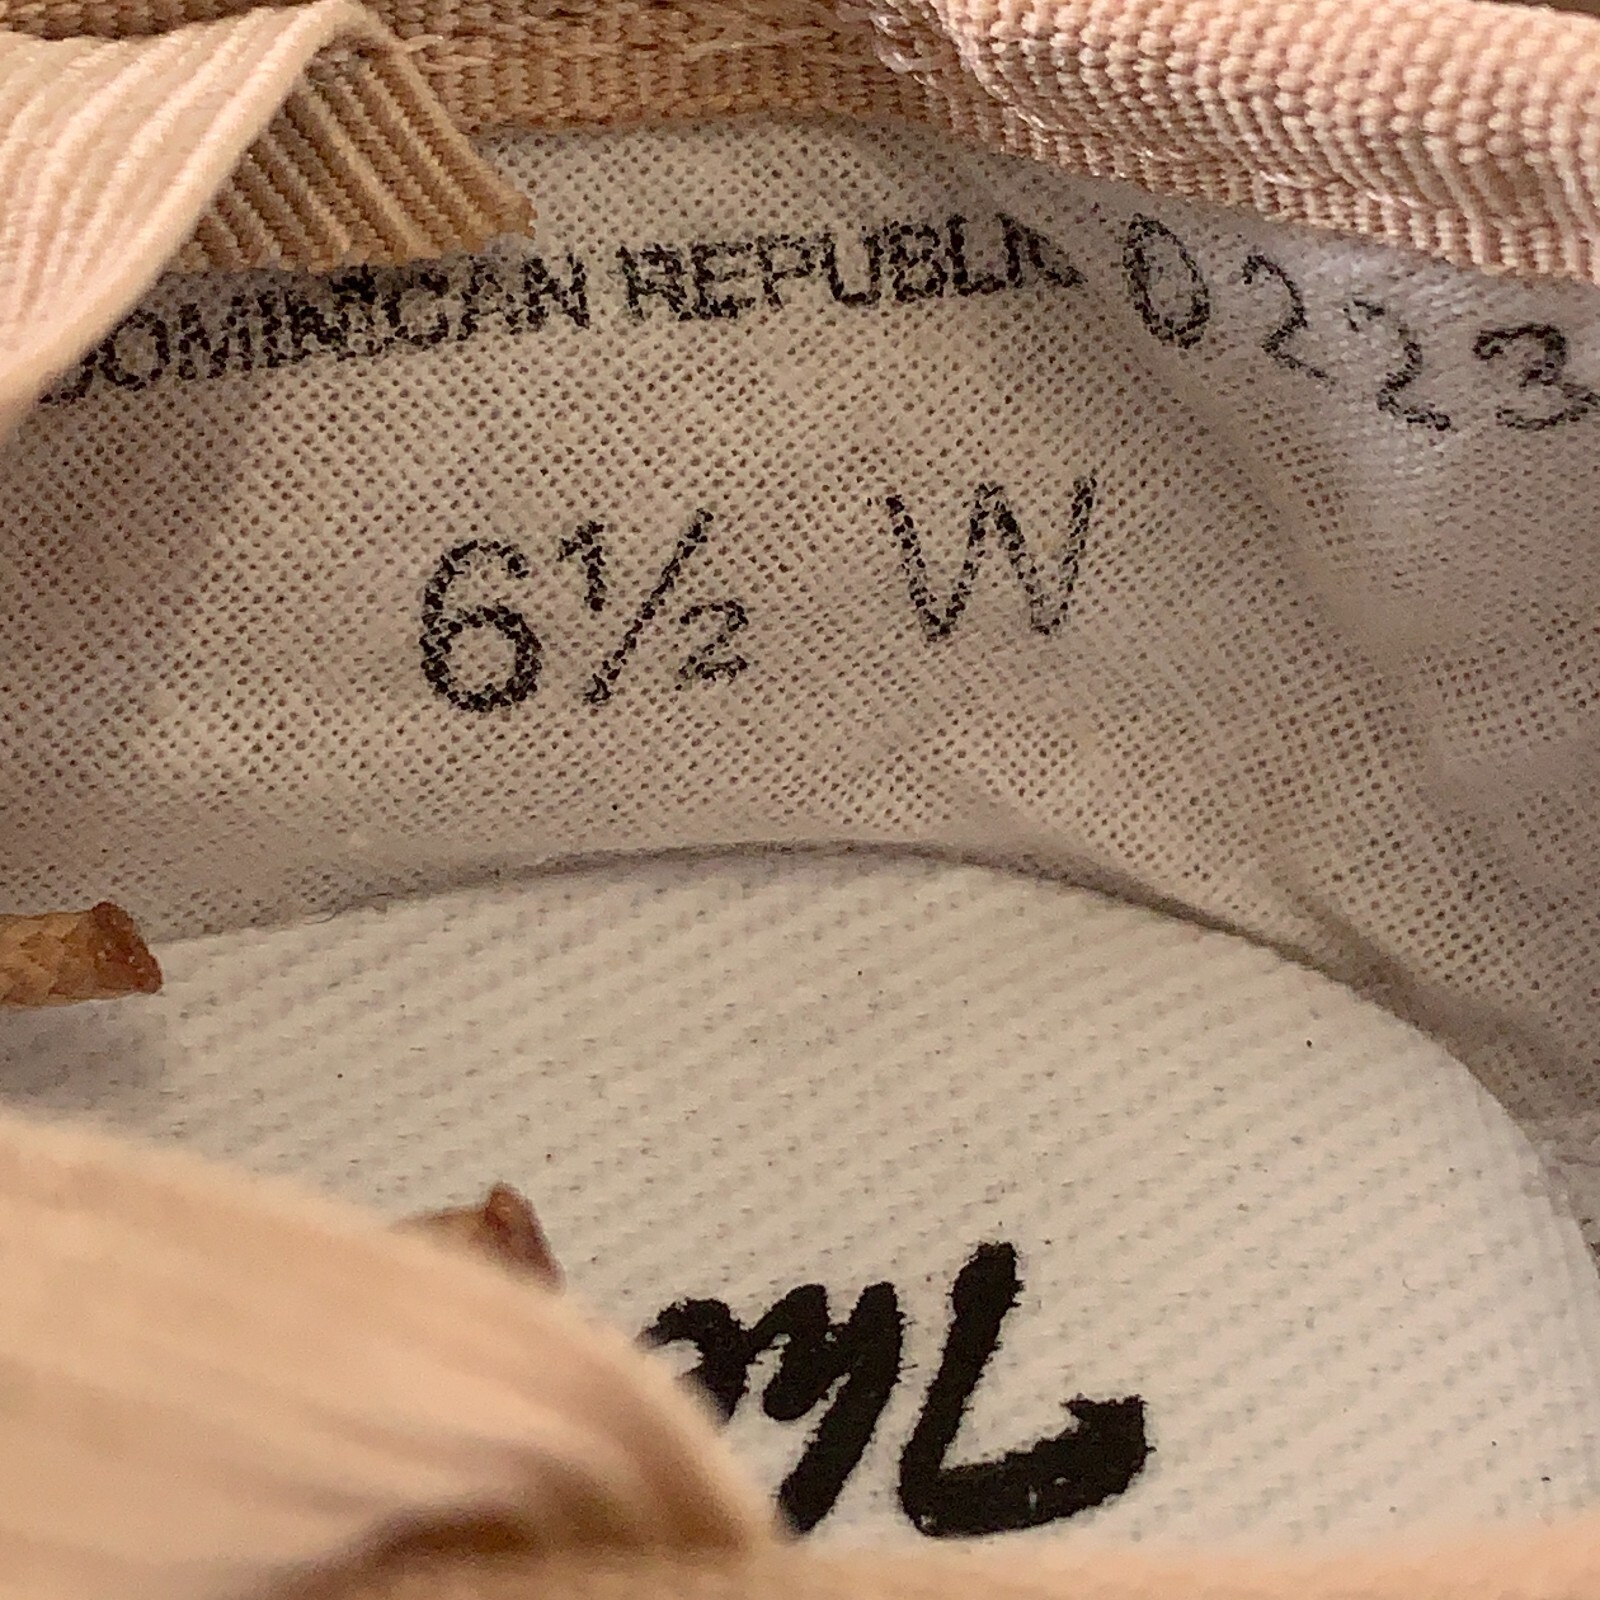 DOMINICAN REPUBLIC 0223
6½ W